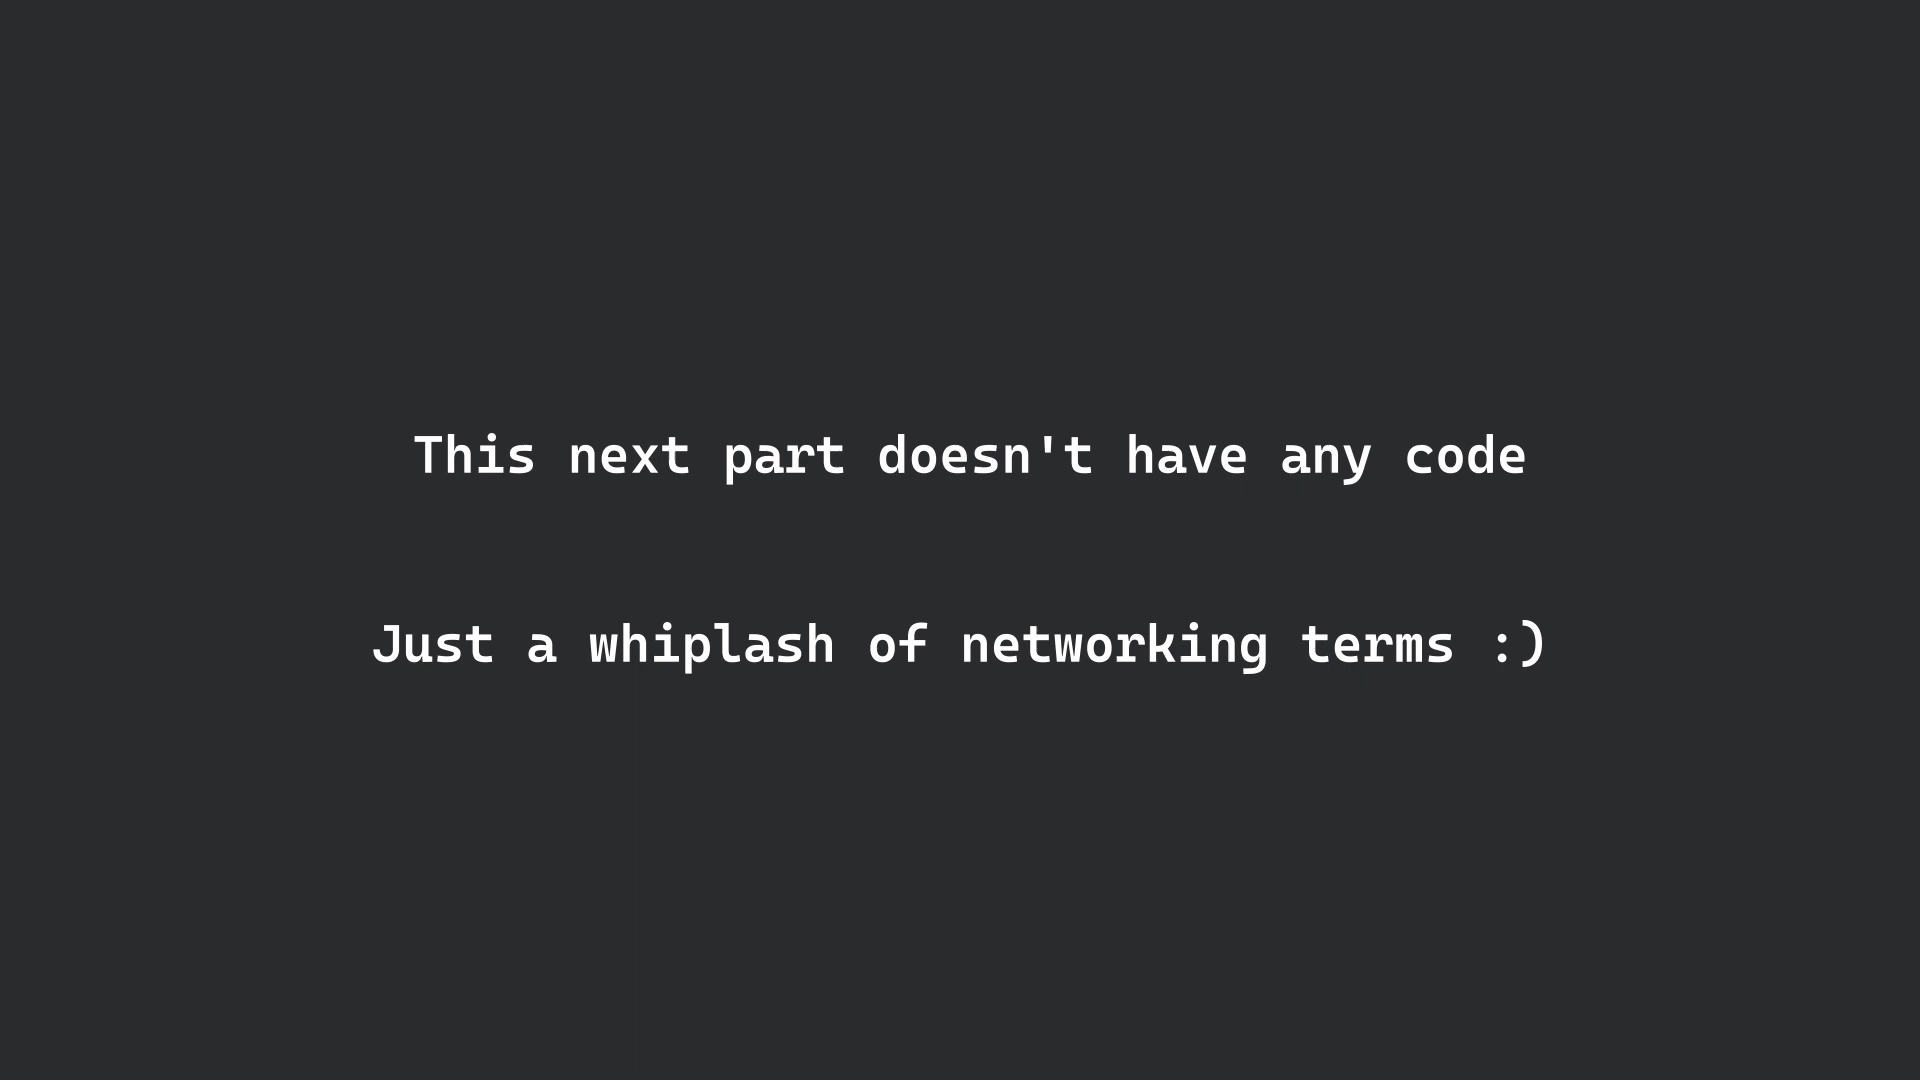 This next part doesn't have any code
Just a whiplash of networking terms :)